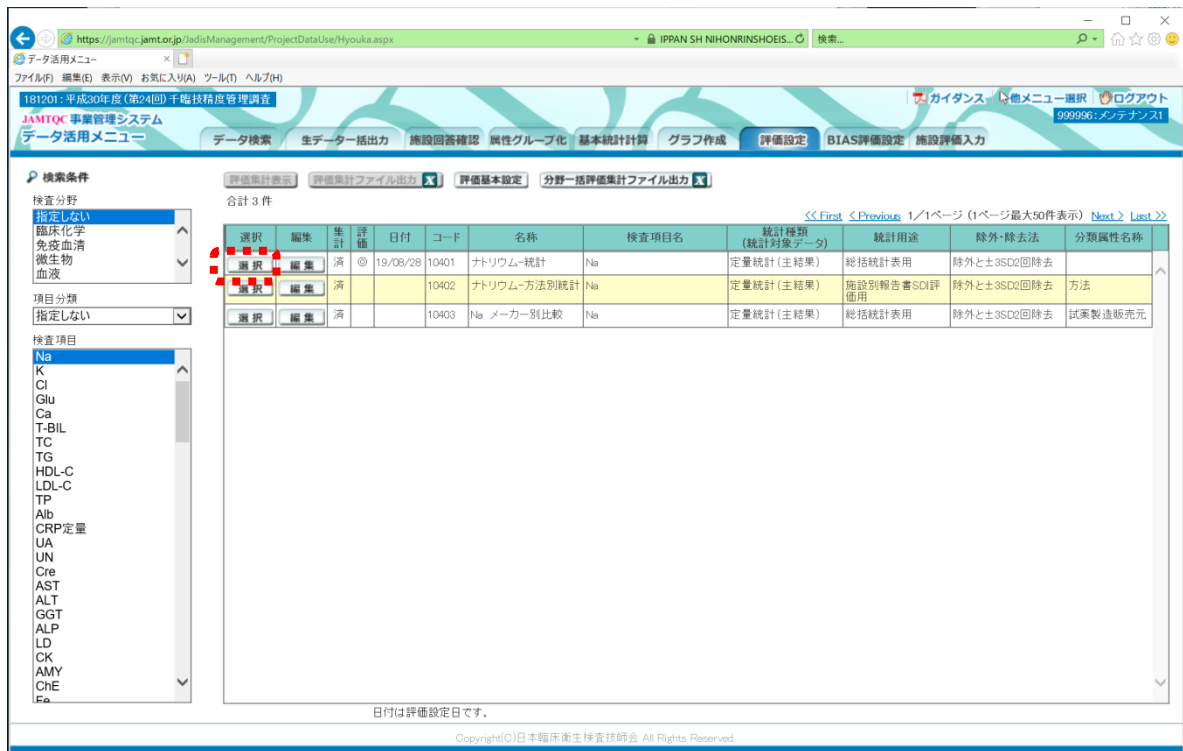 https://jamtqc.jamt.or.jp/JadisManagement/ProjectDataUse/Hyouka.aspx
IPPAN SH NIHONRINSHOEIS...
検索...
データ活用メニュー
ファイル(F) 編集(E) 表示(V) お気に入り(A) ツール(T) ヘルプ(H)
181201:平成30年度(第24回)千臨技精度管理調査
ガイダンス 他メニュー選択 ログアウト
JAMTQC 事業管理システム
999996:メンテナンス1
データ活用メニュー
データ検索 生データ一括出力 施設回答確認 属性グループ化 基本統計計算 グラフ作成 評価設定 BIAS評価設定 施設評価入力
検索条件
評価集計表示 評価集計ファイル出力 評価基本設定 分野一括評価集計ファイル出力
検査分野
合計 3 件
指定しない
臨床化学
免疫血清
微生物
血液
<< First < Previous 1/1ページ (1ページ最大50件表示) Next > Last >>
選択 編集 集計 評価 日付 コード 名称 検査項目名 統計種類(統計対象データ) 統計用途 除外・除去法 分類属性名称
選択 編集 済 ◎ 19/08/28 10401 ナトリウム-統計 Na 定量統計(主結果) 総括統計表用 除外と±3SD2回除去
選択 編集 済 10402 ナトリウム-方法別統計 Na 定量統計(主結果) 施設別報告書SDI評価用 除外と±3SD2回除去 方法
選択 編集 済 10403 Na メーカー別比較 Na 定量統計(主結果) 総括統計表用 除外と±3SD2回除去 試薬製造販売元
項目分類
指定しない
検査項目
Na
K
Cl
Glu
Ca
T-BIL
TC
TG
HDL-C
LDL-C
TP
Alb
CRP定量
UA
UN
Cre
AST
ALT
GGT
ALP
LD
CK
AMY
ChE
Fe
日付は評価設定日です.
Copyright(C)日本臨床衛生検査技師会 All Rights Reserved.